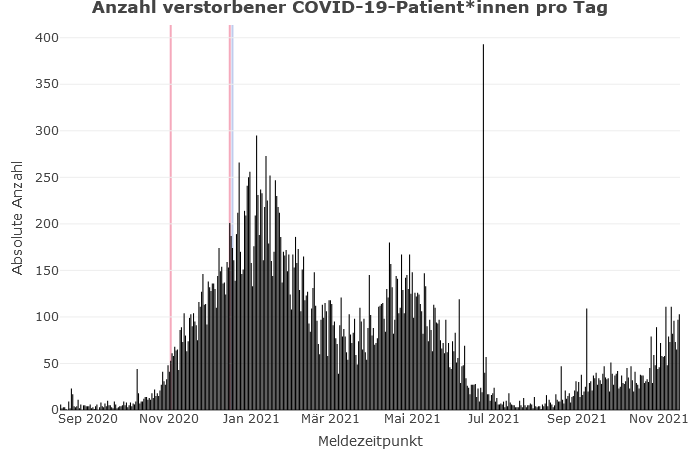 Anzahl verstorbener COVID-19-Patient*innen pro Tag
400
350
300
250
200
150
100
50
0
Absolute Anzahl
Sep 2020 Nov 2020 Jan 2021 Mär 2021 Mai 2021 Jul 2021 Sep 2021 Nov 2021
Meldezeitpunkt